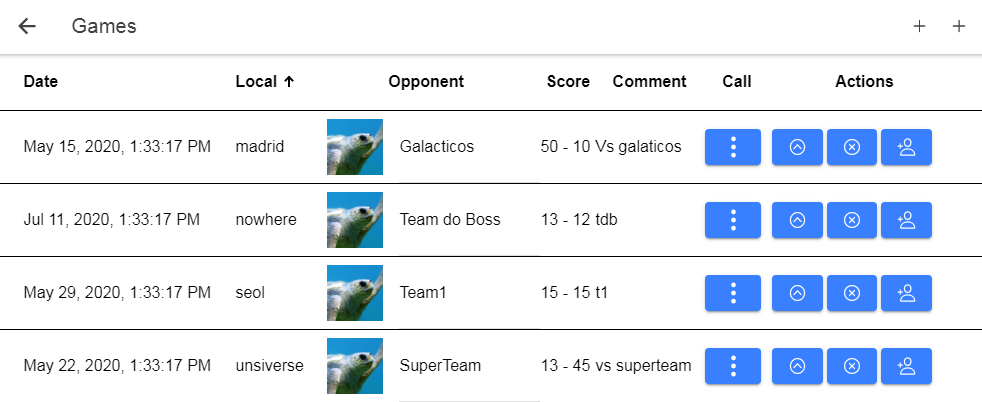 Games
Date Local ↑ Opponent Score Comment Call Actions
May 15, 2020, 1:33:17 PM madrid Galacticos 50 - 10 Vs galaticos
Jul 11, 2020, 1:33:17 PM nowhere Team do Boss 13 - 12 tdb
May 29, 2020, 1:33:17 PM seol Team1 15 - 15 t1
May 22, 2020, 1:33:17 PM unsiverse SuperTeam 13 - 45 vs superteam